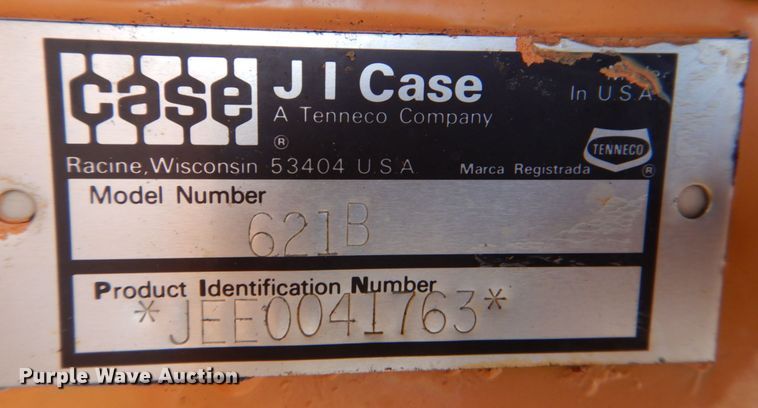 case
J I Case
A Tenneco Company
In U.S.A.
®
Racine, Wisconsin 53404 U.S.A.
Marca Registrada
TENNECO
®
Model Number
621B
Product Identification Number
*JEE0041763*
Purple Wave Auction